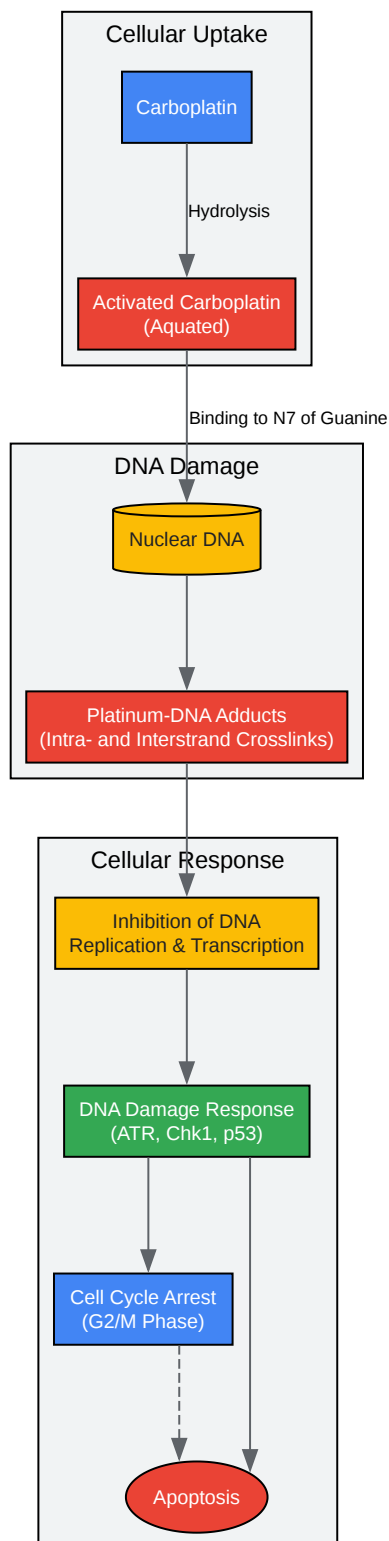 Cellular Uptake
Carboplatin
Hydrolysis
Activated Carboplatin
(Aquated)
Binding to N7 of Guanine
DNA Damage
Nuclear DNA
Platinum-DNA Adducts
(Intra- and Interstrand Crosslinks)
Cellular Response
Inhibition of DNA
Replication & Transcription
DNA Damage Response
(ATR, Chk1, p53)
Cell Cycle Arrest
(G2/M Phase)
Apoptosis